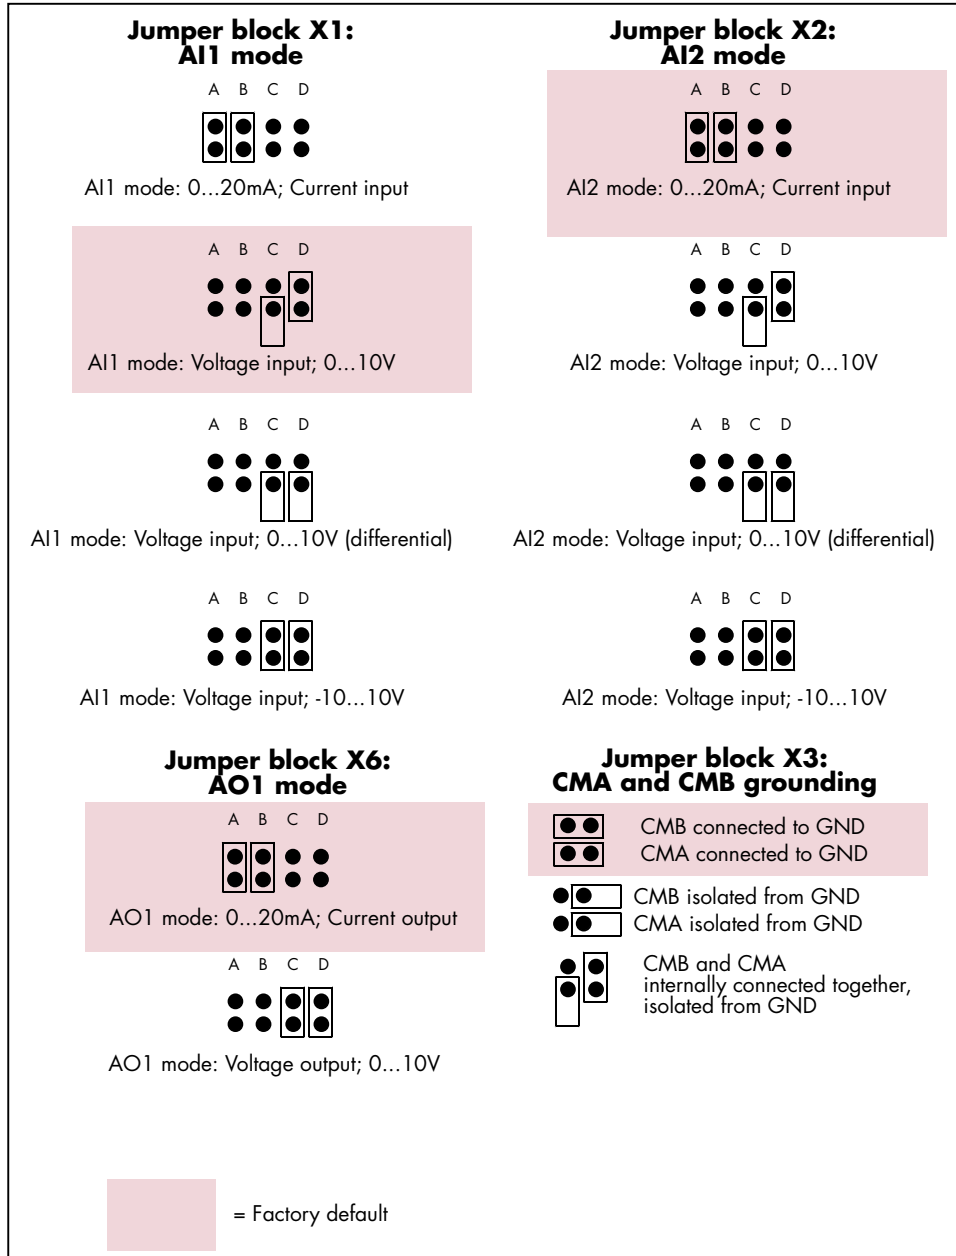 Jumper block X1:
AI1 mode
A B C D
AI1 mode: 0...20mA; Current input
A B C D
AI1 mode: Voltage input; 0...10V
A B C D
AI1 mode: Voltage input; 0...10V (differential)
A B C D
AI1 mode: Voltage input; -10...10V
Jumper block X2:
AI2 mode
A B C D
AI2 mode: 0...20mA; Current input
A B C D
AI2 mode: Voltage input; 0...10V
A B C D
AI2 mode: Voltage input; 0...10V (differential)
A B C D
AI2 mode: Voltage input; -10...10V
Jumper block X6:
AO1 mode
A B C D
AO1 mode: 0...20mA; Current output
A B C D
AO1 mode: Voltage output; 0...10V
Jumper block X3:
CMA and CMB grounding
CMB connected to GND
CMA connected to GND
CMB isolated from GND
CMA isolated from GND
CMB and CMA
internally connected together,
isolated from GND
= Factory default